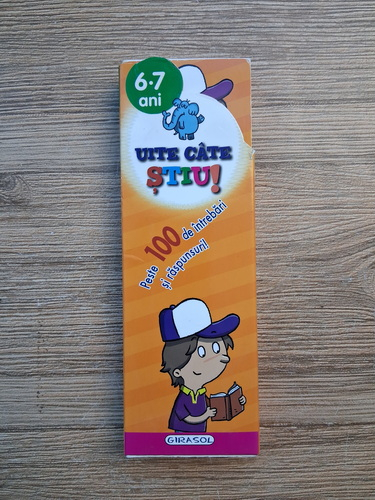 6-7
ani
UITE CÂTE
ȘTIU!
Peste 100 de întrebări
și răspunsuri!
GIRASOL